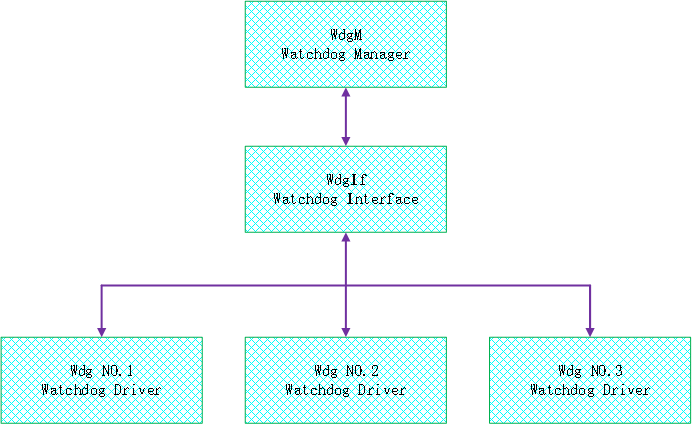 WdgM
Watchdog Manager
WdgIf
Watchdog Interface
Wdg NO.1
Watchdog Driver
Wdg NO.2
Watchdog Driver
Wdg NO.3
Watchdog Driver